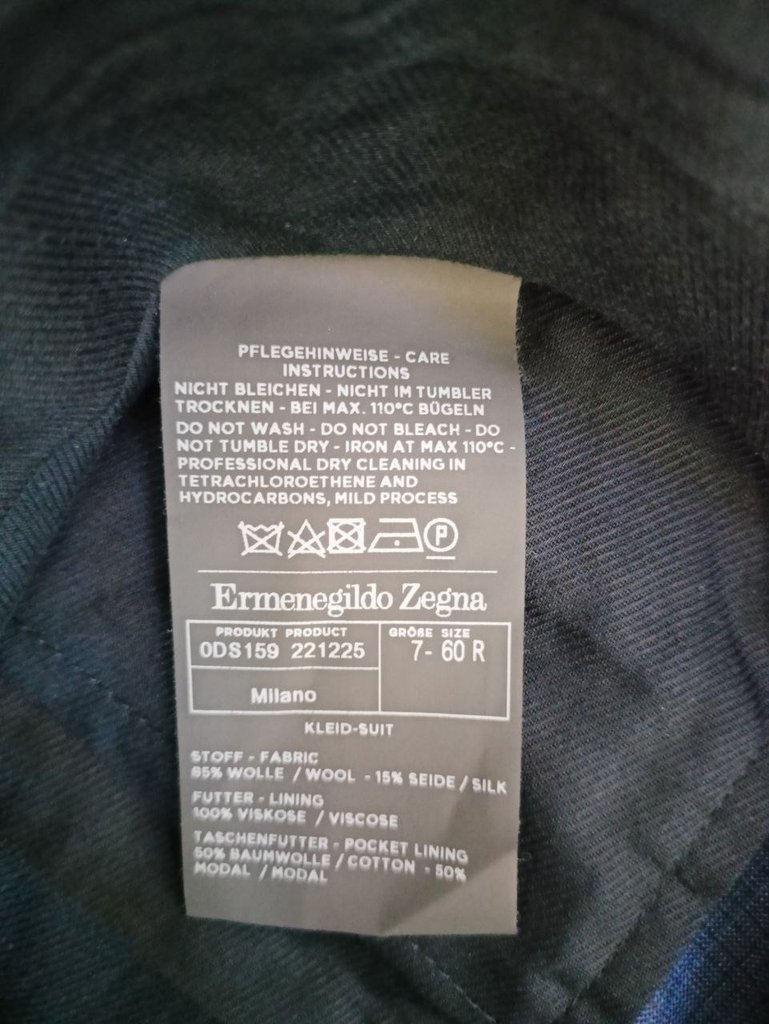 PFLEGEHINWEISE - CARE
INSTRUCTIONS
NICHT BLEICHEN - NICHT IM TUMBLER
TROCKNEN - BEI MAX. 110°C BÜGELN
DO NOT WASH - DO NOT BLEACH - DO
NOT TUMBLE DRY - IRON AT MAX 110°C -
PROFESSIONAL DRY CLEANING IN
TETRACHLOROETHENE AND
HYDROCARBONS, MILD PROCESS
P
Ermenegildo Zegna
PRODUKT PRODUCT
0DS159 221225
GRÖßE SIZE
7- 60 R
Milano
KLEID-SUIT
STOFF - FABRIC
85% WOLLE / WOOL - 15% SEIDE / SILK
FUTTER - LINING
100% VISKOSE / VISCOSE
TASCHENFUTTER - POCKET LINING
50% BAUMWOLLE / COTTON - 50%
MODAL / MODAL